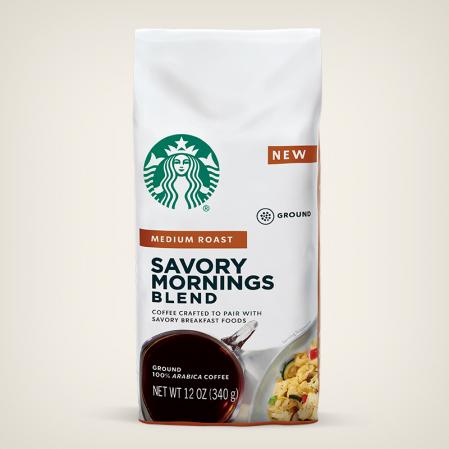 NEW
GROUND
MEDIUM ROAST
SAVORY
MORNINGS
BLEND
COFFEE CRAFTED TO PAIR WITH
SAVORY BREAKFAST FOODS
GROUND
100% ARABICA COFFEE
NET WT 12 OZ (340 g)